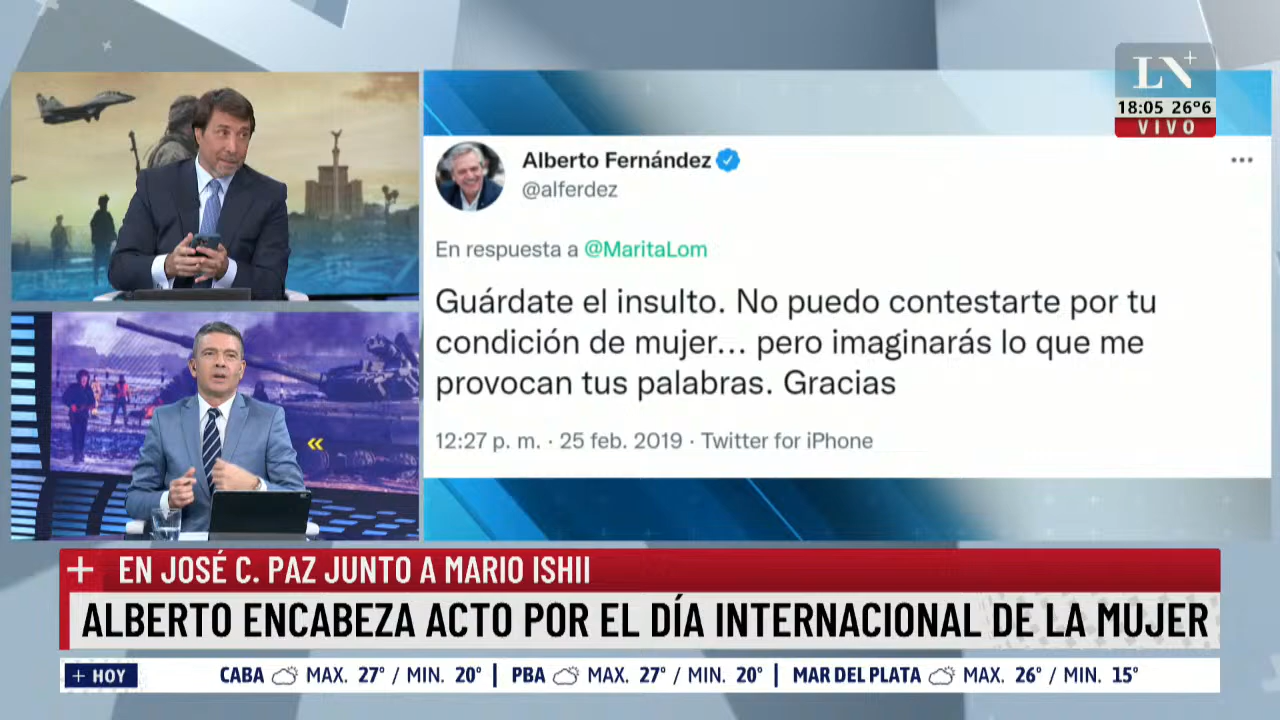 LN+
18:05 26°6
VIVO
Alberto Fernández
@alferdez
En respuesta a @MaritaLom
Guárdate el insulto. No puedo contestarte por tu
condición de mujer... pero imaginarás lo que me
provocan tus palabras. Gracias
12:27 p. m. · 25 feb. 2019 · Twitter for iPhone
EN JOSÉ C. PAZ JUNTO A MARIO ISHII
ALBERTO ENCABEZA ACTO POR EL DÍA INTERNACIONAL DE LA MUJER
+ HOY CABA MAX. 27° / MIN. 20° | PBA MAX. 27° / MIN. 20° | MAR DEL PLATA MAX. 26° / MIN. 15°